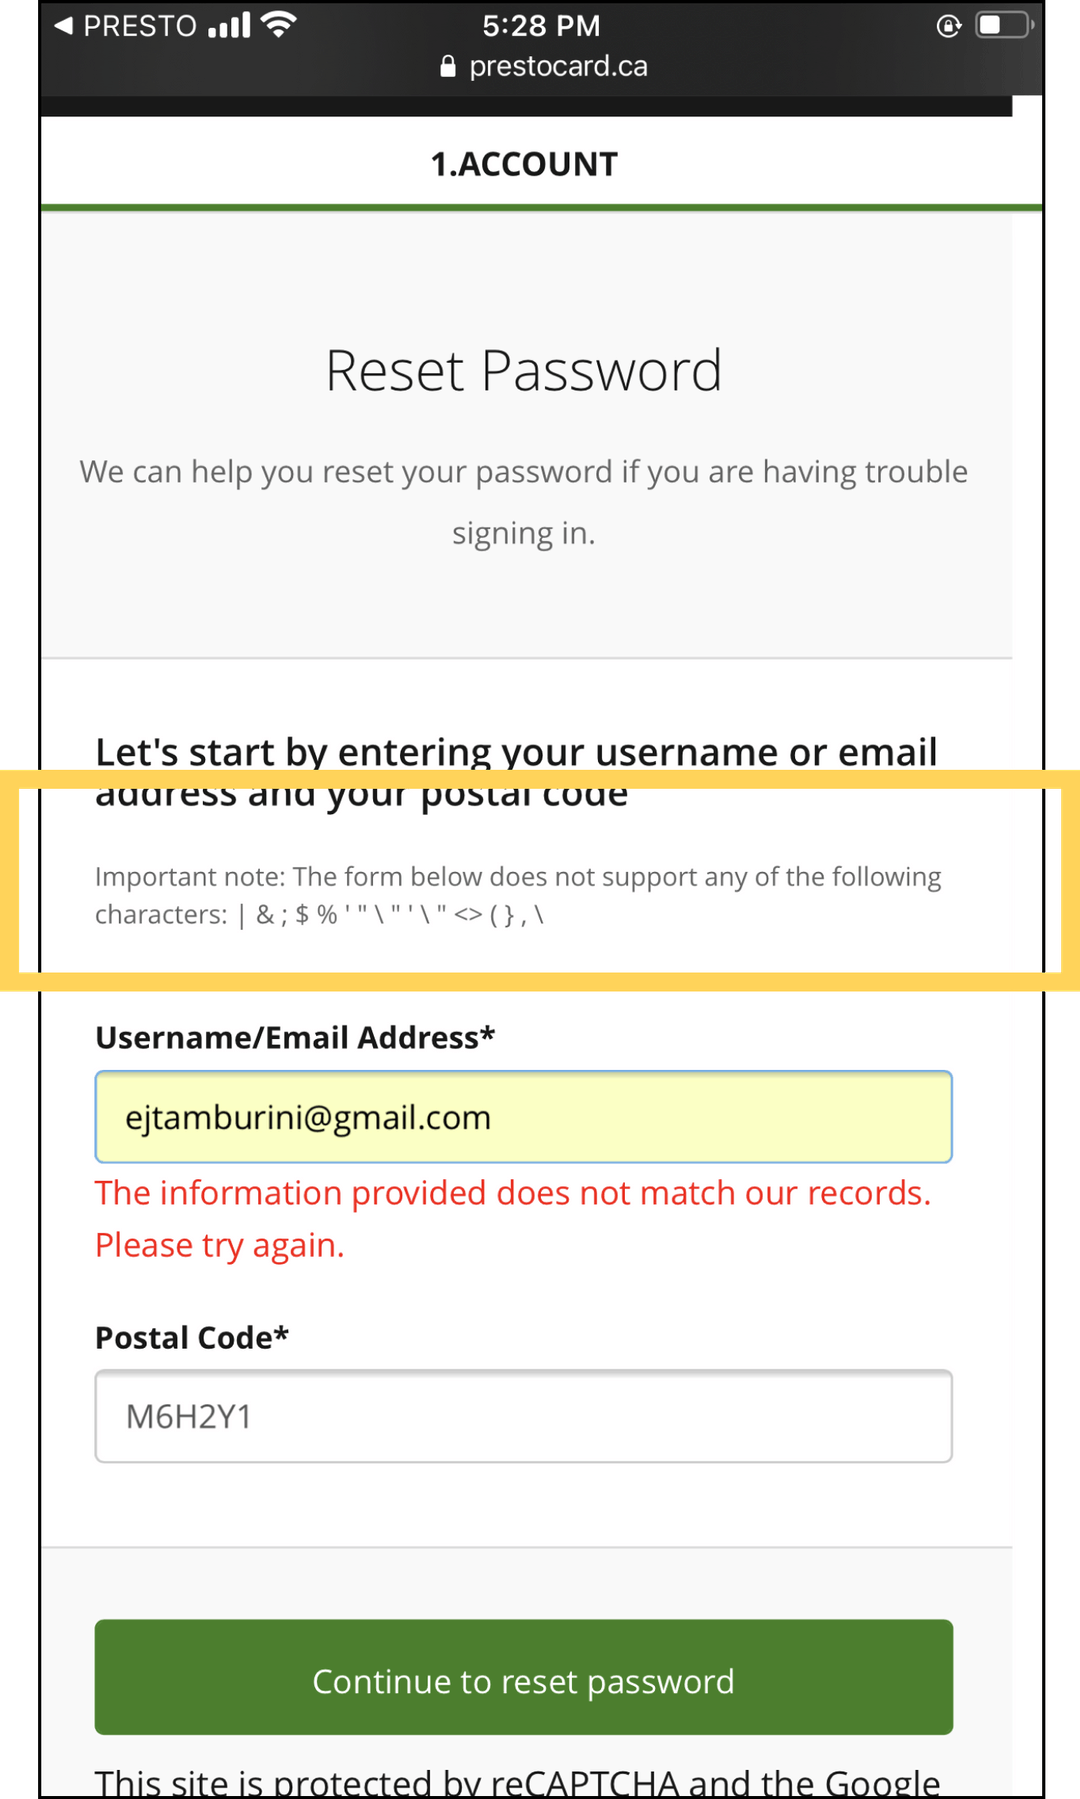 PRESTO
5:28 PM
prestocard.ca
1.ACCOUNT
Reset Password
We can help you reset your password if you are having trouble
signing in.
Let's start by entering your username or email
address and your postal code
Important note: The form below does not support any of the following
characters: | & ; $ % ' " \ " ' \ " <> ( } , \
Username/Email Address*
ejtamburini@gmail.com
The information provided does not match our records.
Please try again.
Postal Code*
M6H2Y1
Continue to reset password
This site is protected by reCAPTCHA and the Google